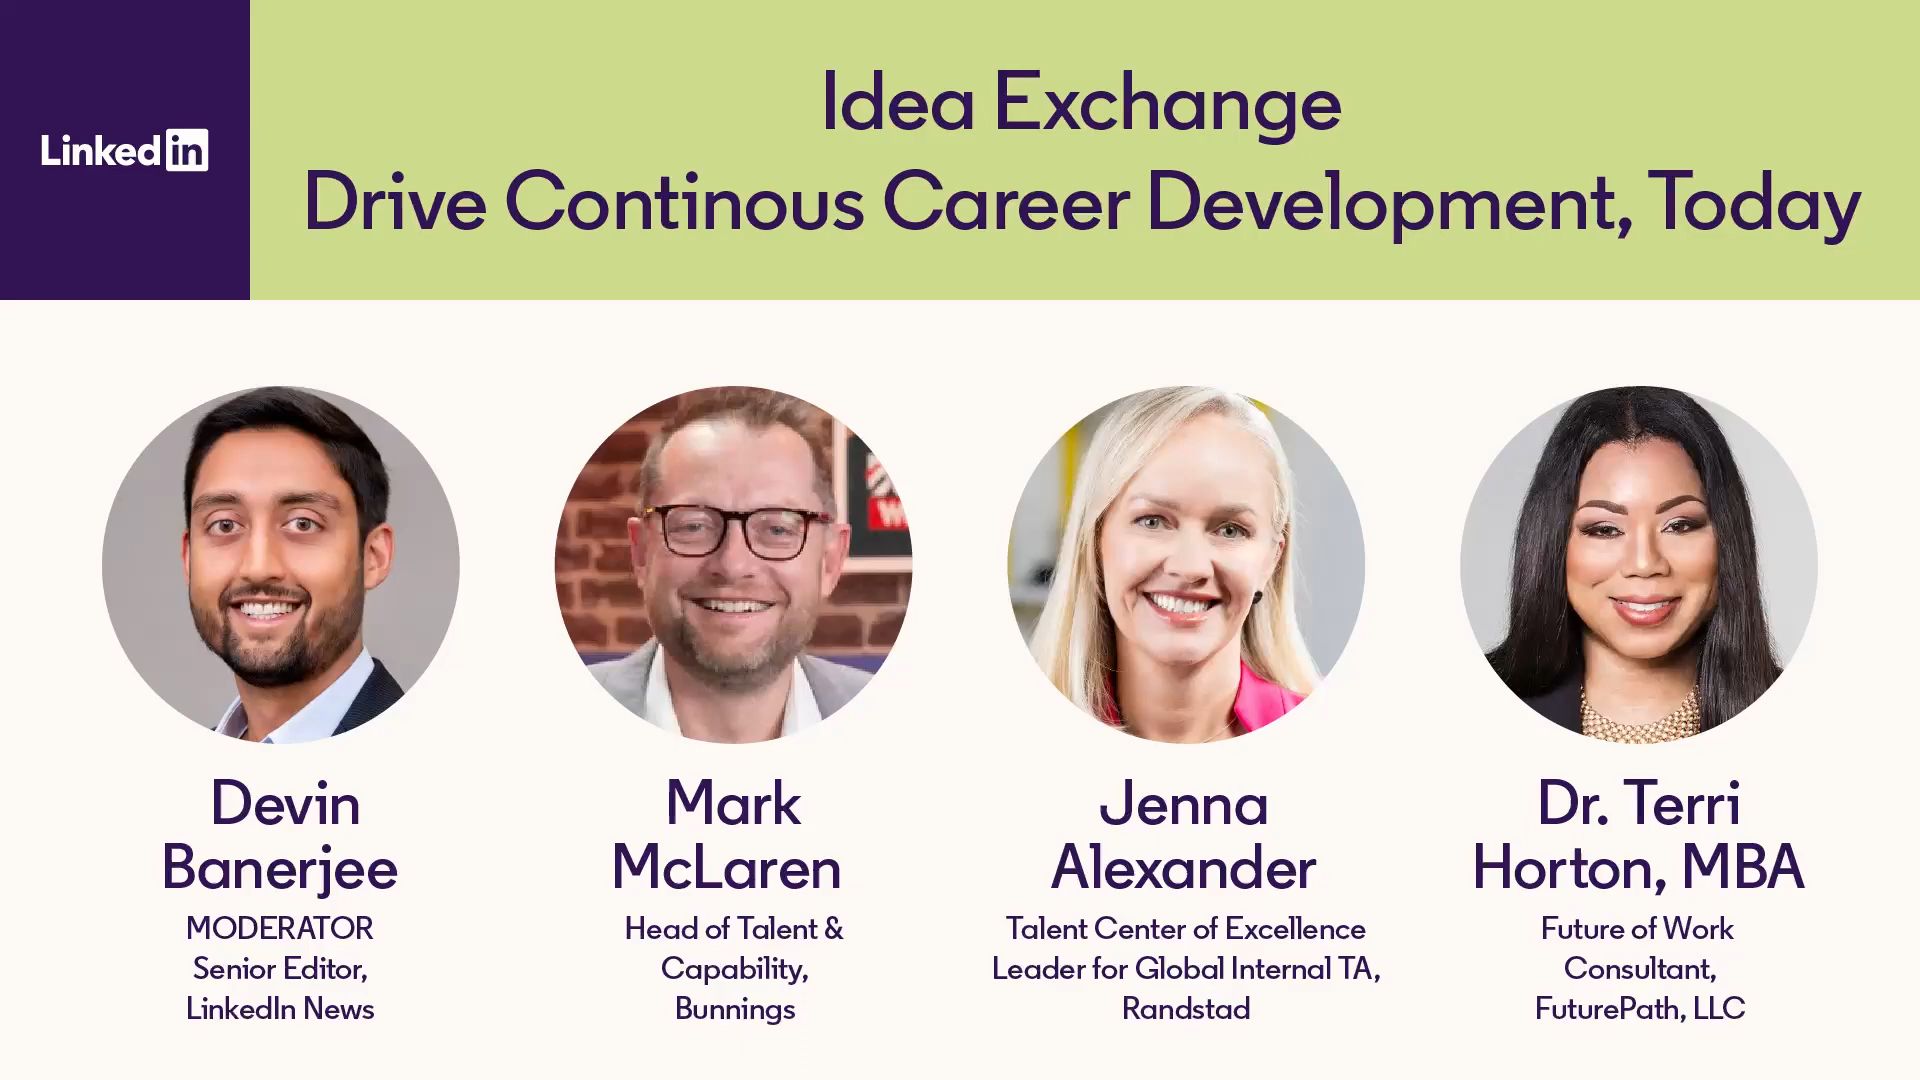 Linked in
Idea Exchange
Drive Continous Career Development, Today
W
Devin
Banerjee
MODERATOR
Senior Editor,
LinkedIn News
Mark
McLaren
Head of Talent &
Capability,
Bunnings
Jenna
Alexander
Talent Center of Excellence
Leader for Global Internal TA,
Randstad
Dr. Terri
Horton, MBA
Future of Work
Consultant,
FuturePath, LLC